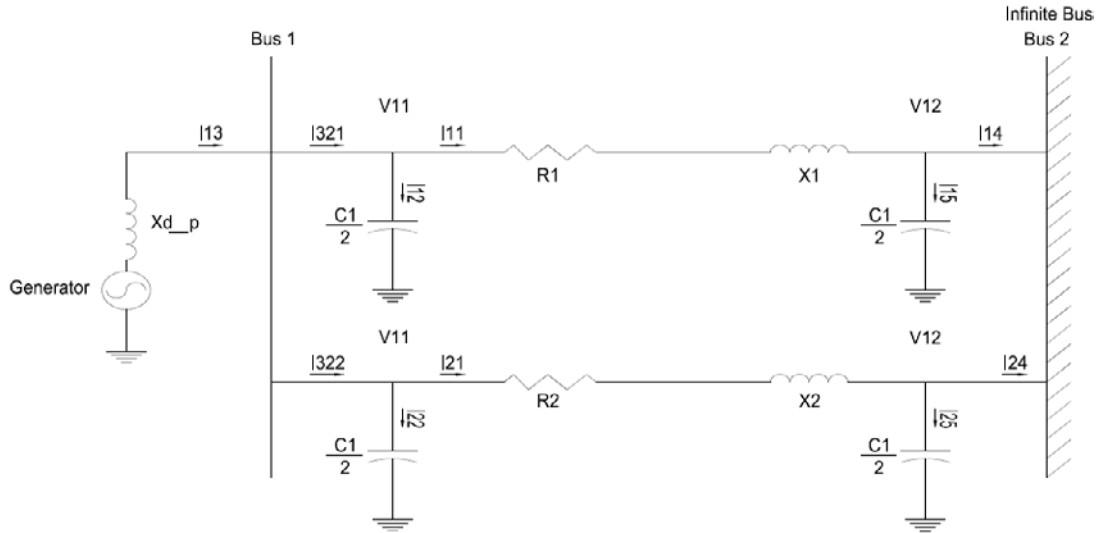 Infinite Bus
Bus 1
Bus 2
V11
V12
I13
I321
I11
I14
R1
X1
I12
I15
C1
2
C1
2
Xd__p
Generator
V11
V12
I322
I21
I24
R2
X2
I22
I25
C1
2
C1
2